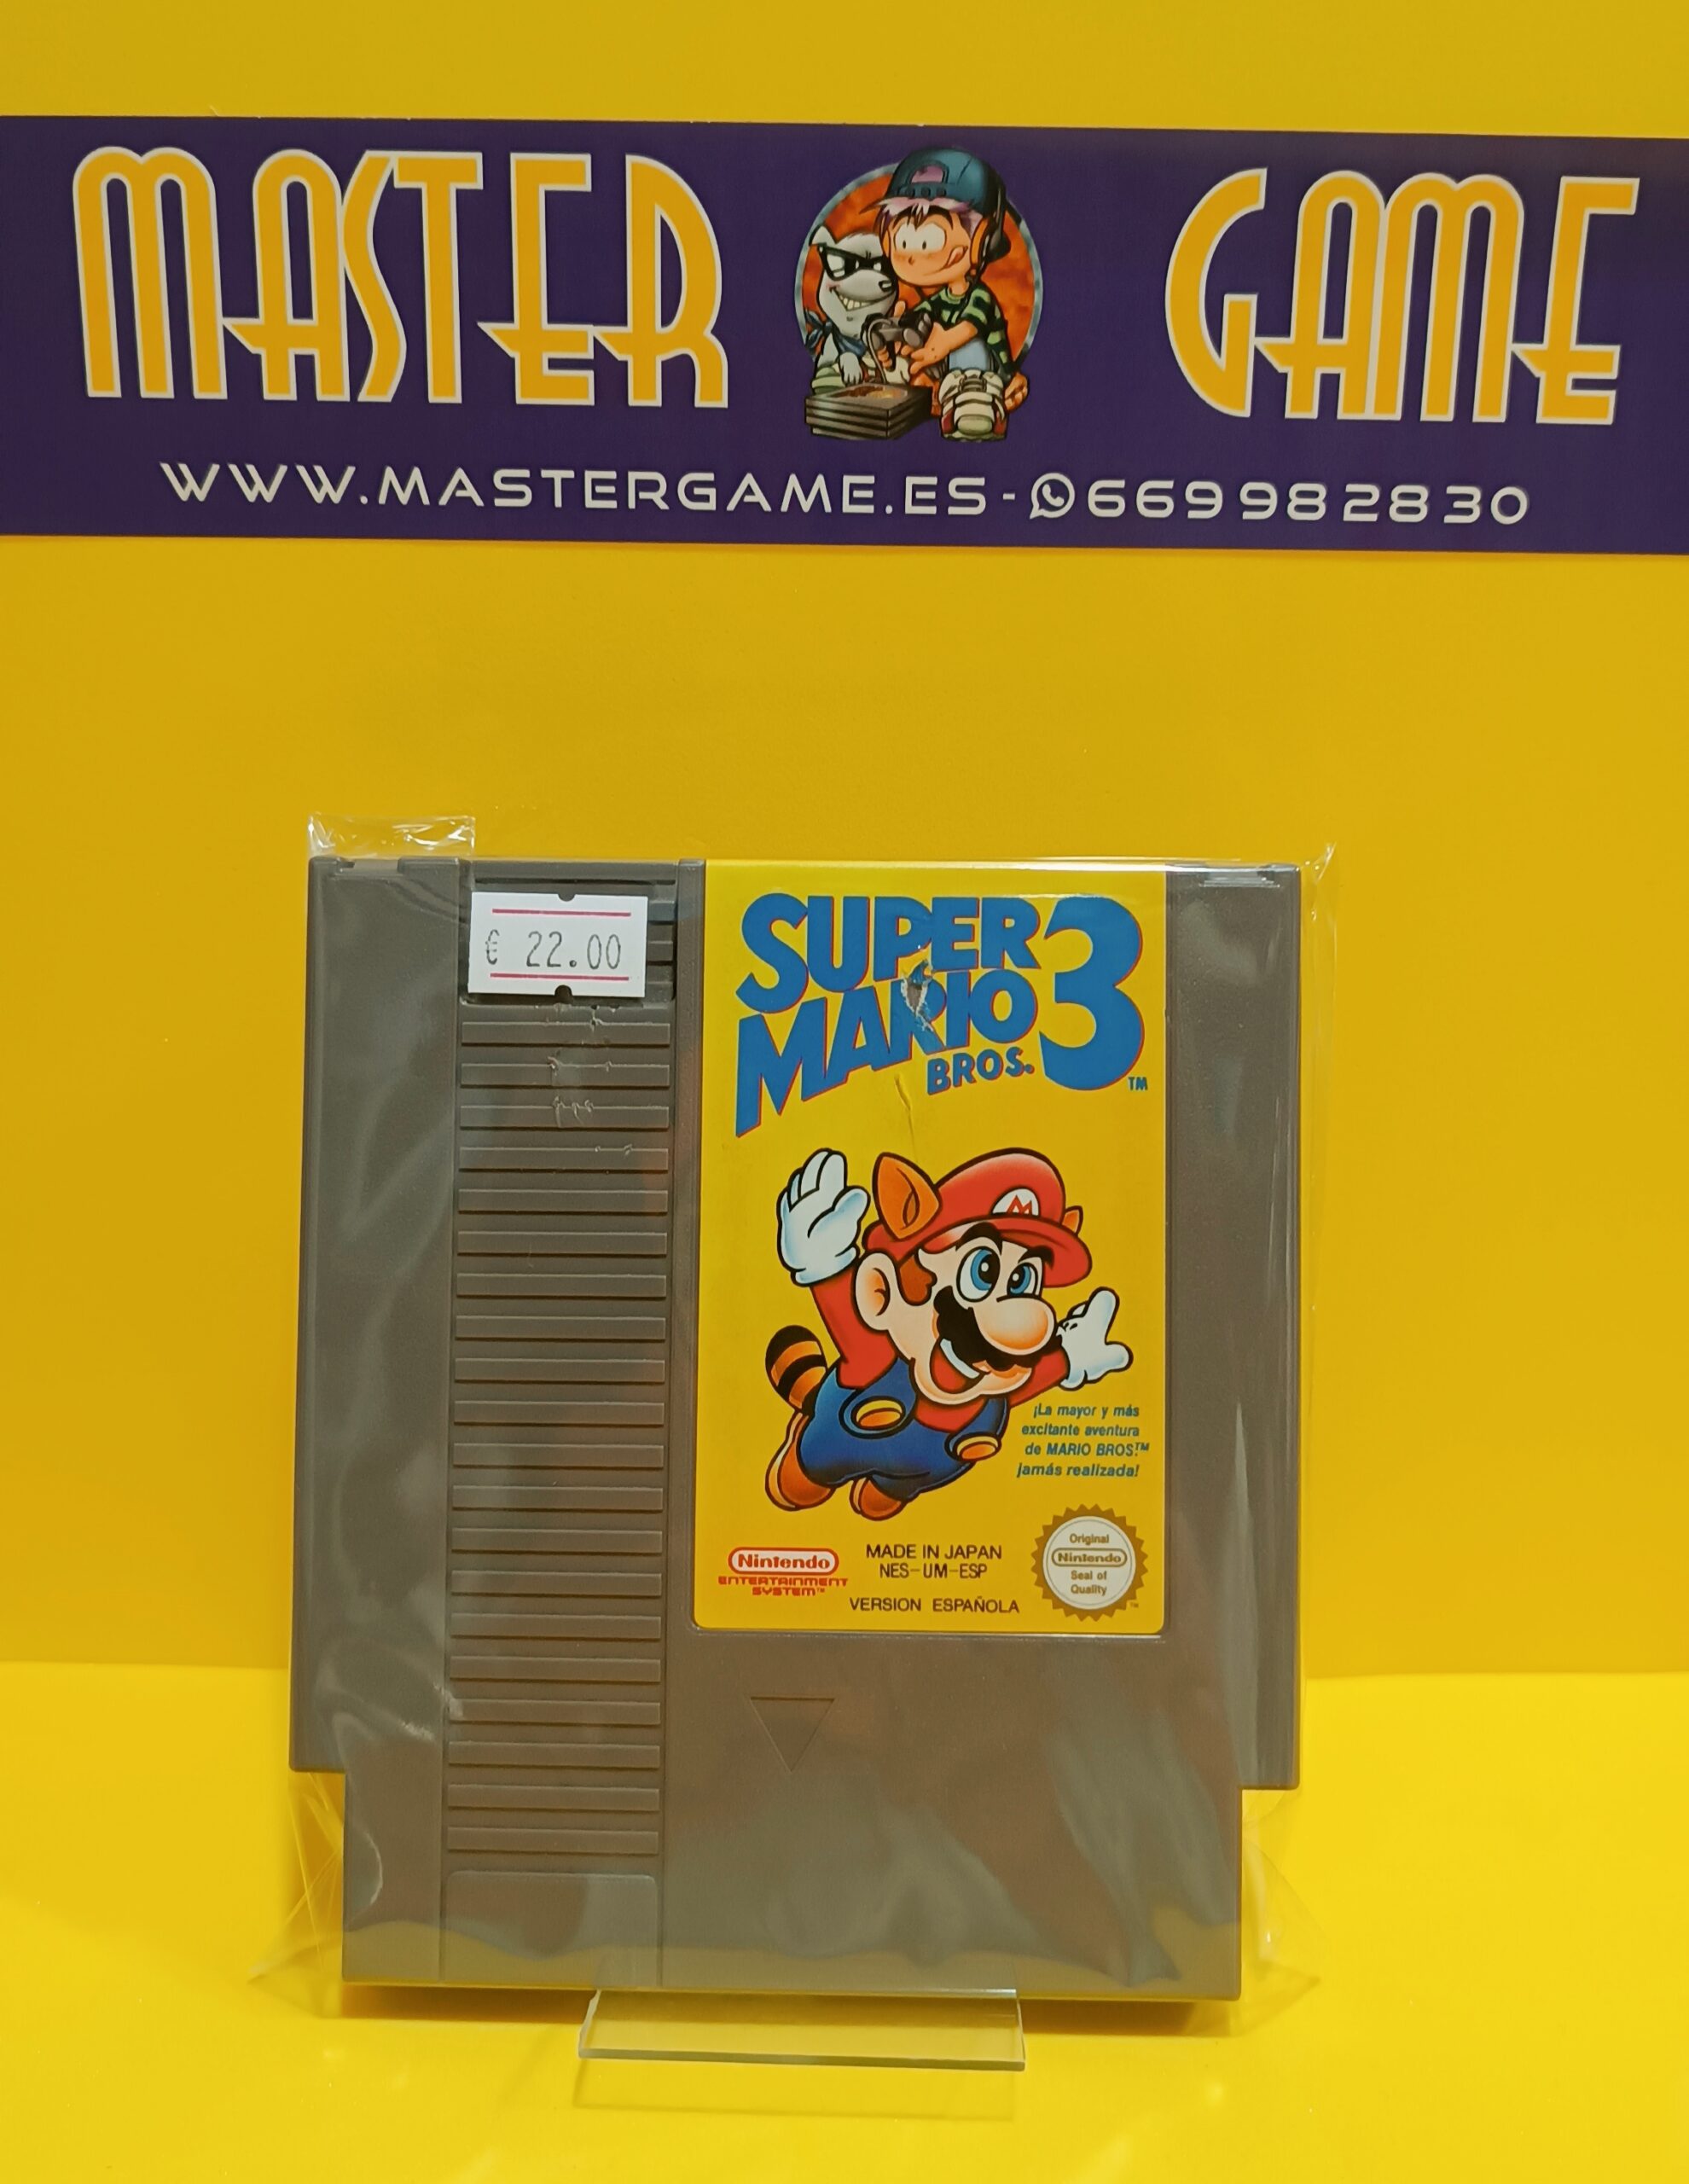 MASTER GAME
WWW.MASTERGAME.ES - 669982830
€ 22.00
SUPER
MARIO
BROS. 3 ™
M
¡La mayor y más
excitante aventura
de MARIO BROS.™
jamás realizada!
Nintendo
ENTERTAINMENT
SYSTEM™
MADE IN JAPAN
NES-UM-ESP
VERSION ESPAÑOLA
Original
Nintendo
Seal of
Quality
™